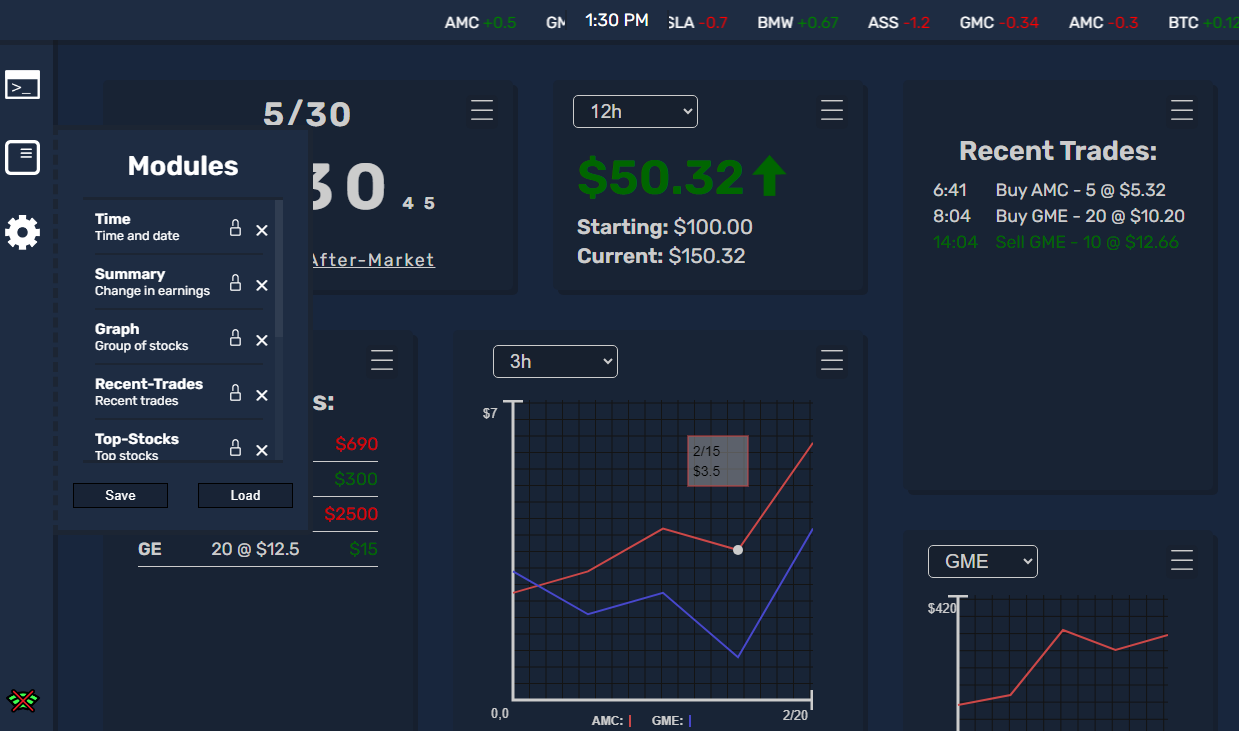 AMC +0.5 GM 1:30 PM SLA -0.7 BMW +0.67 ASS -1.2 GMC -0.34 AMC -0.3 BTC +0.12
>_
5/30
30 45
After-Market
Modules
Time
Time and date
Summary
Change in earnings
Graph
Group of stocks
Recent-Trades
Recent trades
Top-Stocks
Top stocks
Save Load
12h
$50.32
Starting: $100.00
Current: $150.32
Recent Trades:
6:41 Buy AMC - 5 @ $5.32
8:04 Buy GME - 20 @ $10.20
14:04 Sell GME - 10 @ $12.66
s:
$690
$300
$2500
GE 20 @ $12.5 $15
3h
$7
2/15
$3.5
0,0 2/20
AMC: | GME: |
GME
$420